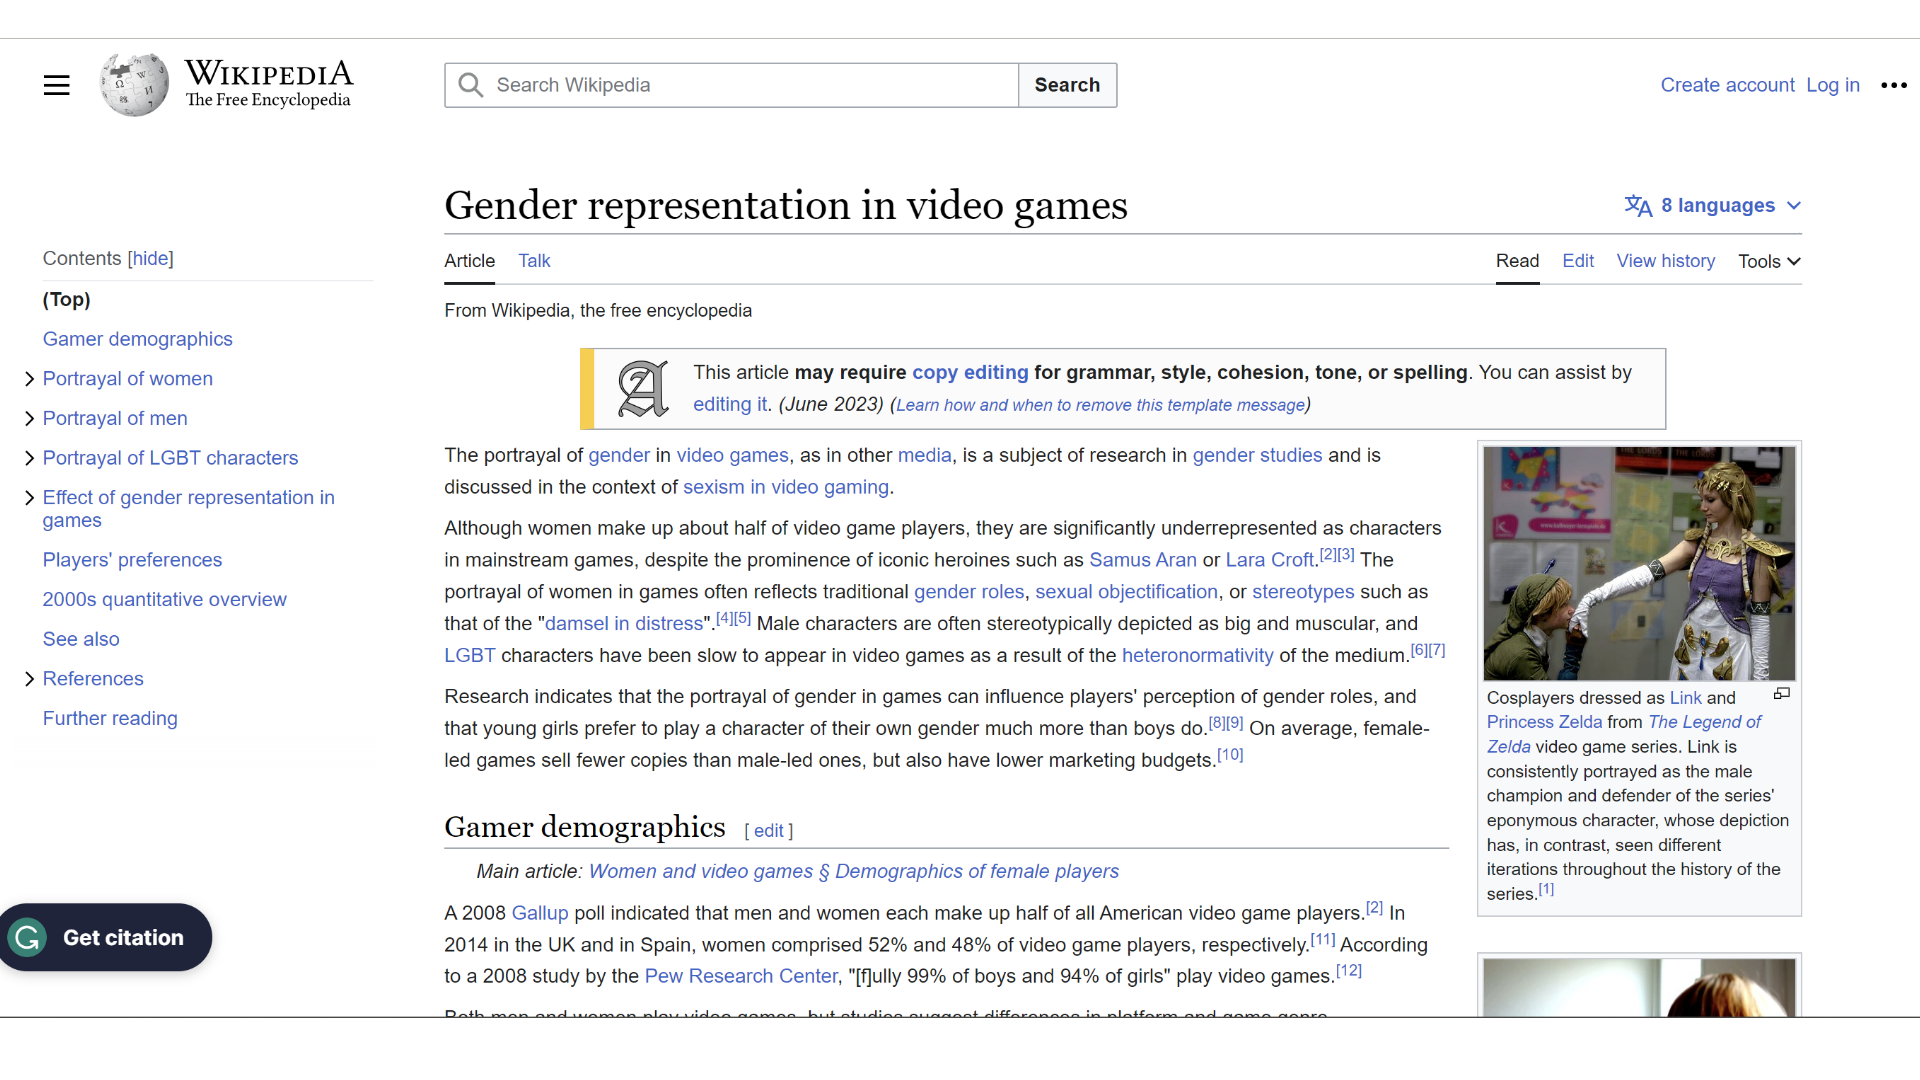 WIKIPEDIA
The Free Encyclopedia
Search Wikipedia
Search
Create account Log in
Contents [hide]
(Top)
Gamer demographics
Portrayal of women
Portrayal of men
Portrayal of LGBT characters
Effect of gender representation in
games
Players' preferences
2000s quantitative overview
See also
References
Further reading
Get citation
Gender representation in video games
8 languages
Article Talk
Read Edit View history Tools
From Wikipedia, the free encyclopedia
This article may require copy editing for grammar, style, cohesion, tone, or spelling. You can assist by
editing it. (June 2023) (Learn how and when to remove this template message)
The portrayal of gender in video games, as in other media, is a subject of research in gender studies and is
discussed in the context of sexism in video gaming.
Although women make up about half of video game players, they are significantly underrepresented as characters
in mainstream games, despite the prominence of iconic heroines such as Samus Aran or Lara Croft.[2][3] The
portrayal of women in games often reflects traditional gender roles, sexual objectification, or stereotypes such as
that of the "damsel in distress".[4][5] Male characters are often stereotypically depicted as big and muscular, and
LGBT characters have been slow to appear in video games as a result of the heteronormativity of the medium.[6][7]
Research indicates that the portrayal of gender in games can influence players' perception of gender roles, and
that young girls prefer to play a character of their own gender much more than boys do.[8][9] On average, female-
led games sell fewer copies than male-led ones, but also have lower marketing budgets.[10]
Cosplayers dressed as Link and
Princess Zelda from The Legend of
Zelda video game series. Link is
consistently portrayed as the male
champion and defender of the series'
eponymous character, whose depiction
has, in contrast, seen different
iterations throughout the history of the
series.[1]
Gamer demographics [ edit ]
Main article: Women and video games § Demographics of female players
A 2008 Gallup poll indicated that men and women each make up half of all American video game players.[2] In
2014 in the UK and in Spain, women comprised 52% and 48% of video game players, respectively.[11] According
to a 2008 study by the Pew Research Center, "[f]ully 99% of boys and 94% of girls" play video games.[12]
Both men and women play video games, but studies suggest differences in platform and game genre